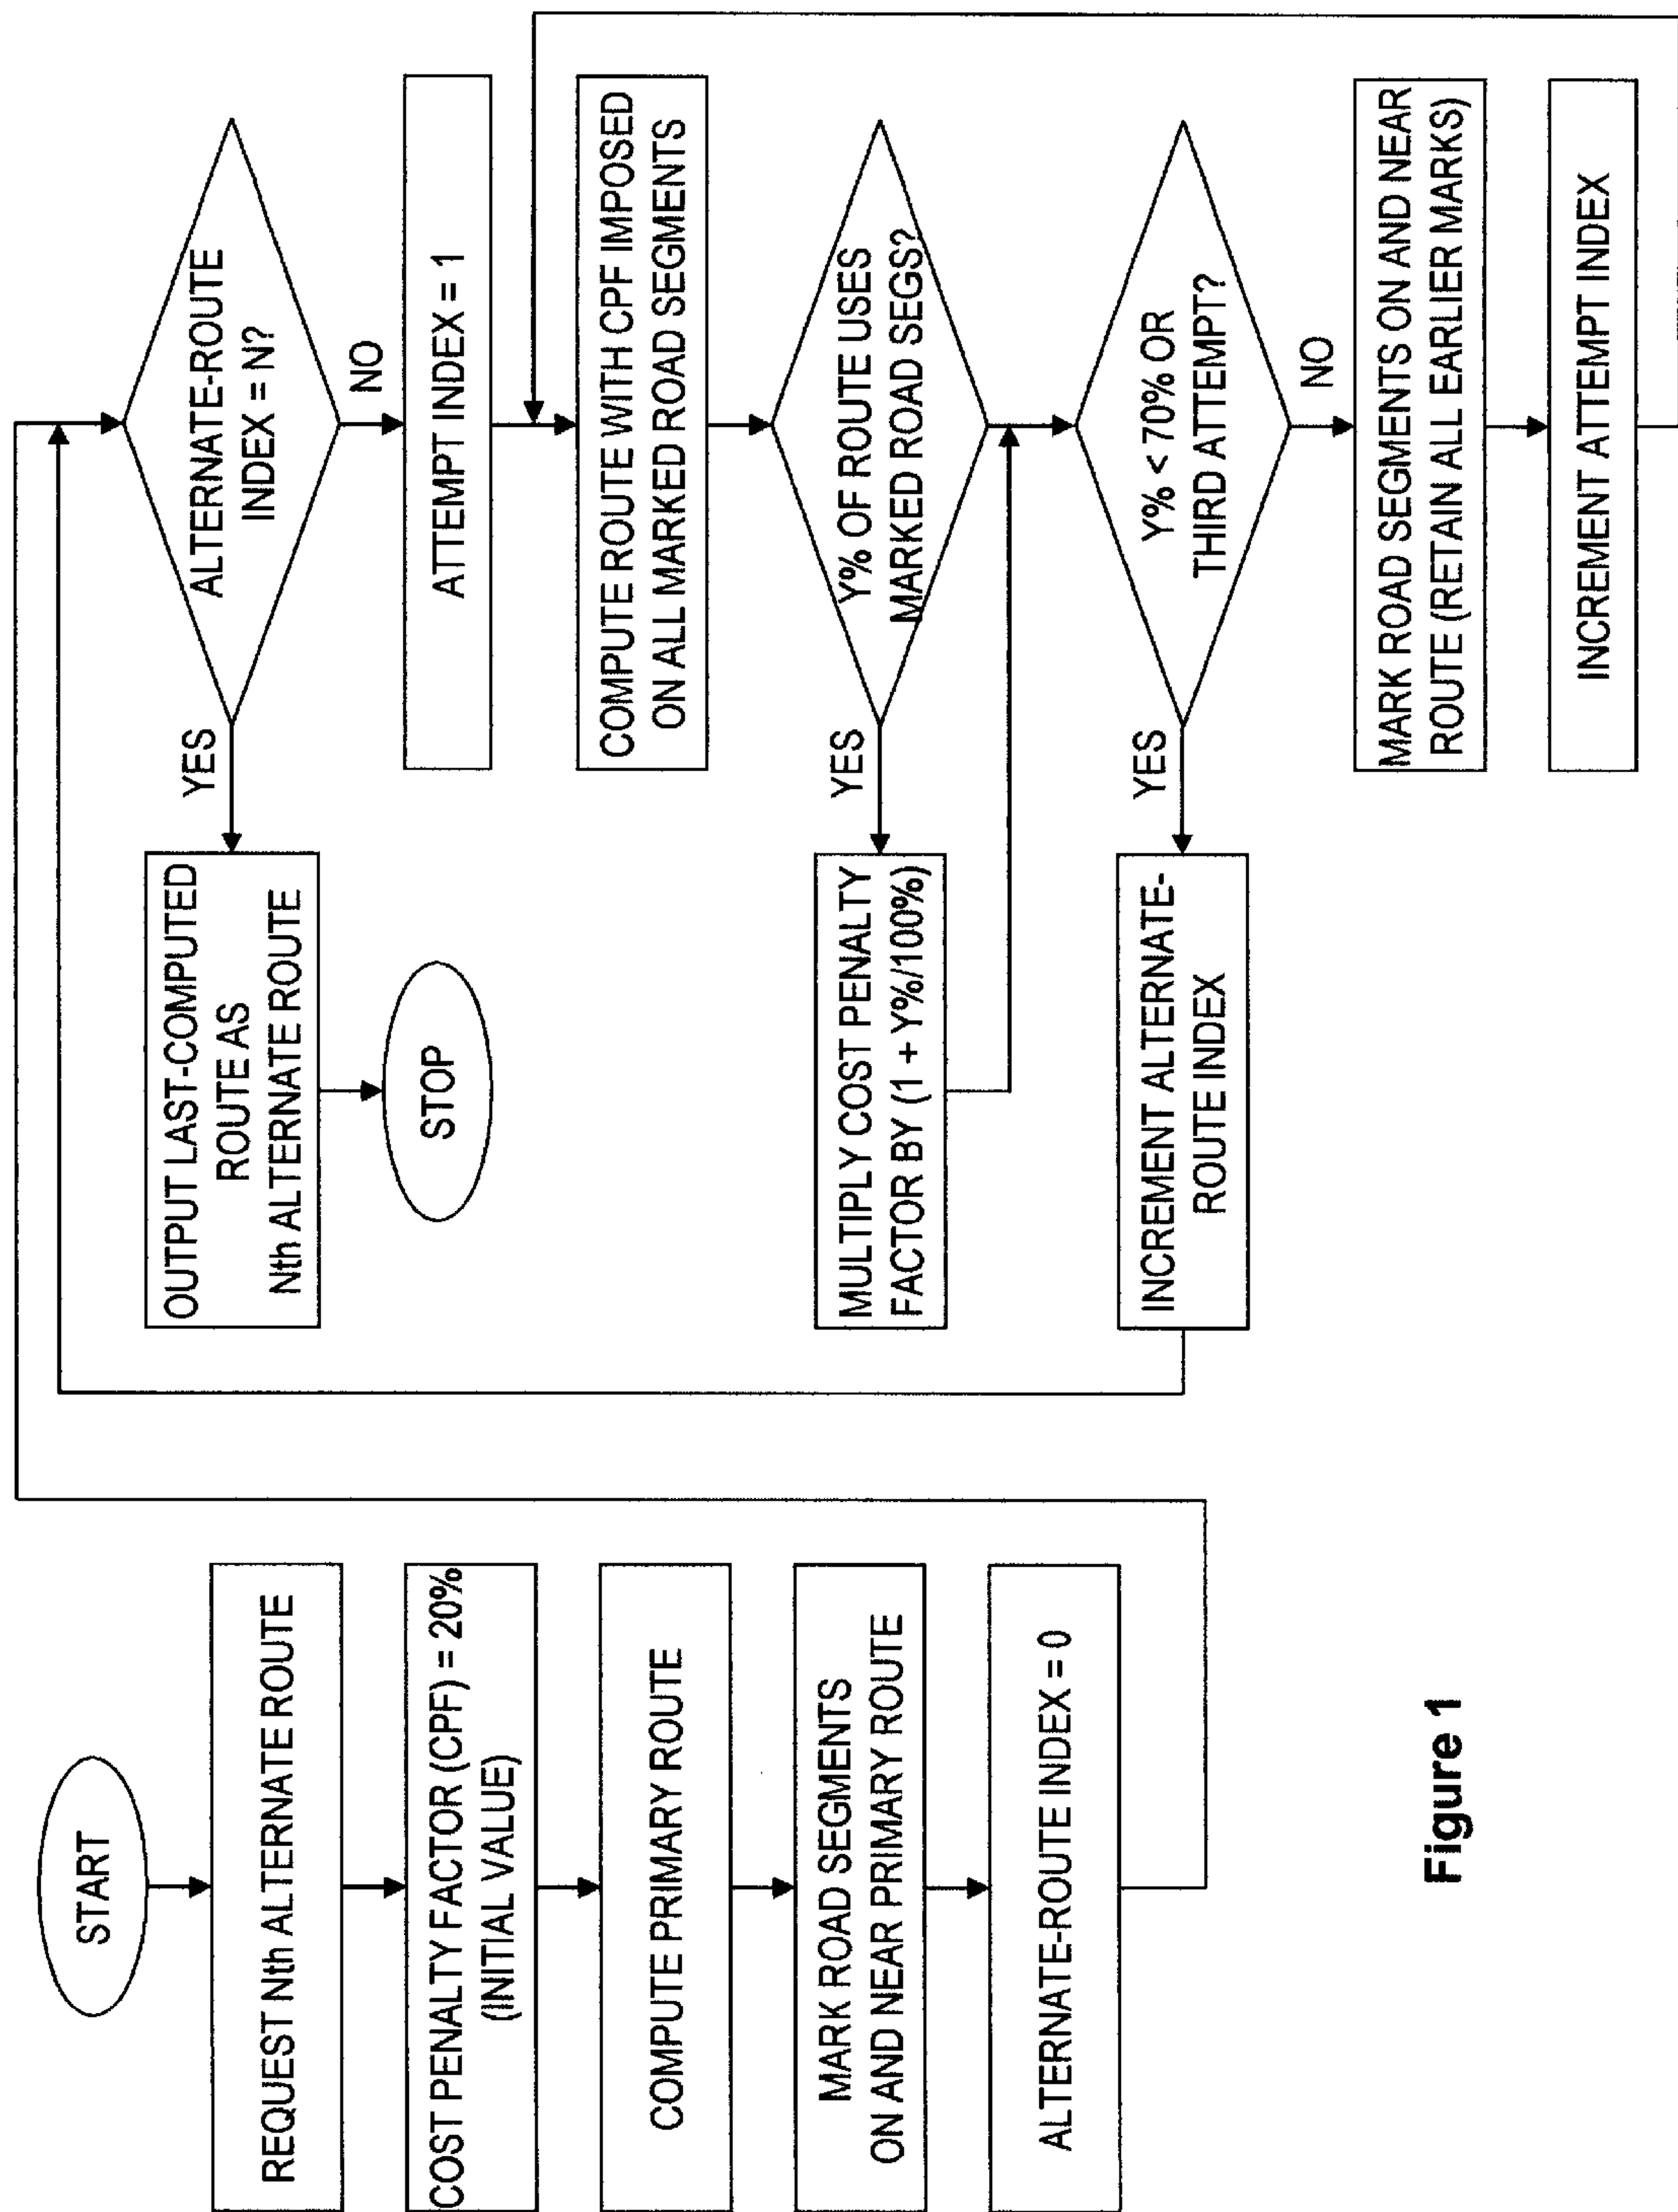 START
REQUEST Nth ALTERNATE ROUTE
COST PENALTY FACTOR (CPF) = 20%
(INITIAL VALUE)
COMPUTE PRIMARY ROUTE
MARK ROAD SEGMENTS
ON AND NEAR PRIMARY ROUTE
ALTERNATE-ROUTE INDEX = 0
ALTERNATE-ROUTE
INDEX = N?
YES
OUTPUT LAST-COMPUTED
ROUTE AS
Nth ALTERNATE ROUTE
STOP
NO
ATTEMPT INDEX = 1
COMPUTE ROUTE WITH CPF IMPOSED
ON ALL MARKED ROAD SEGMENTS
Y% OF ROUTE USES
MARKED ROAD SEGS?
YES
MULTIPLY COST PENALTY
FACTOR BY (1 + Y%/100%)
Y% < 70% OR
THIRD ATTEMPT?
YES
INCREMENT ALTERNATE-
ROUTE INDEX
NO
MARK ROAD SEGMENTS ON AND NEAR
ROUTE (RETAIN ALL EARLIER MARKS)
INCREMENT ATTEMPT INDEX
Figure 1